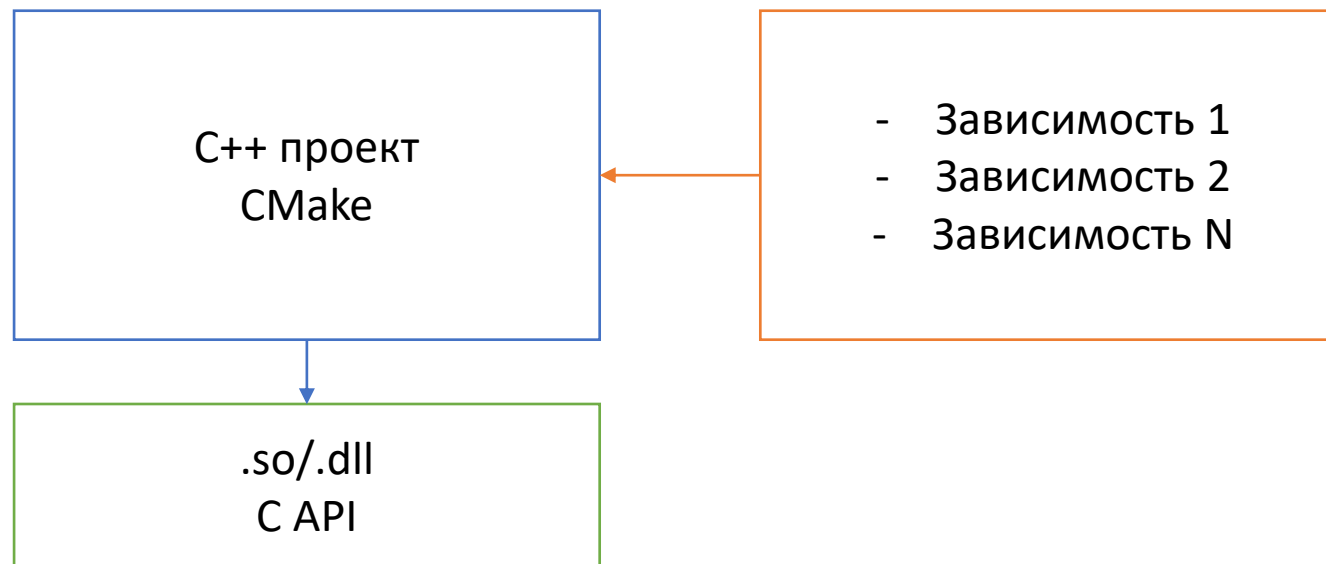 C++ проект
CMake
- Зависимость 1
- Зависимость 2
- Зависимость N
.so/.dll
C API